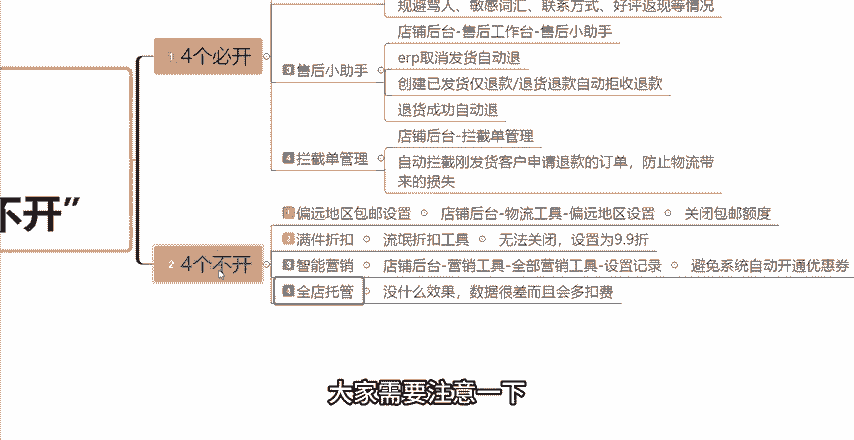 规避骂人、敏感词汇、联系方式、好评返现等情况
1 4个必开
店铺后台-售后工作台-售后小助手
3 售后小助手
erp取消发货自动退
创建已发货仅退款/退货退款自动拒收退款
退货成功自动退
4 拦截单管理
店铺后台-拦截单管理
自动拦截刚发货客户申请退款的订单，防止物流带
来的损失
不开”
2 4个不开
1 偏远地区包邮设置 店铺后台-物流工具-偏远地区设置 关闭包邮额度
2 满件折扣 流氓折扣工具 无法关闭，设置为9.9折
3 智能营销 店铺后台-营销工具-全部营销工具-设置记录 避免系统自动开通优惠券
4 全店托管 没什么效果，数据很差而且会多扣费
大家需要注意一下